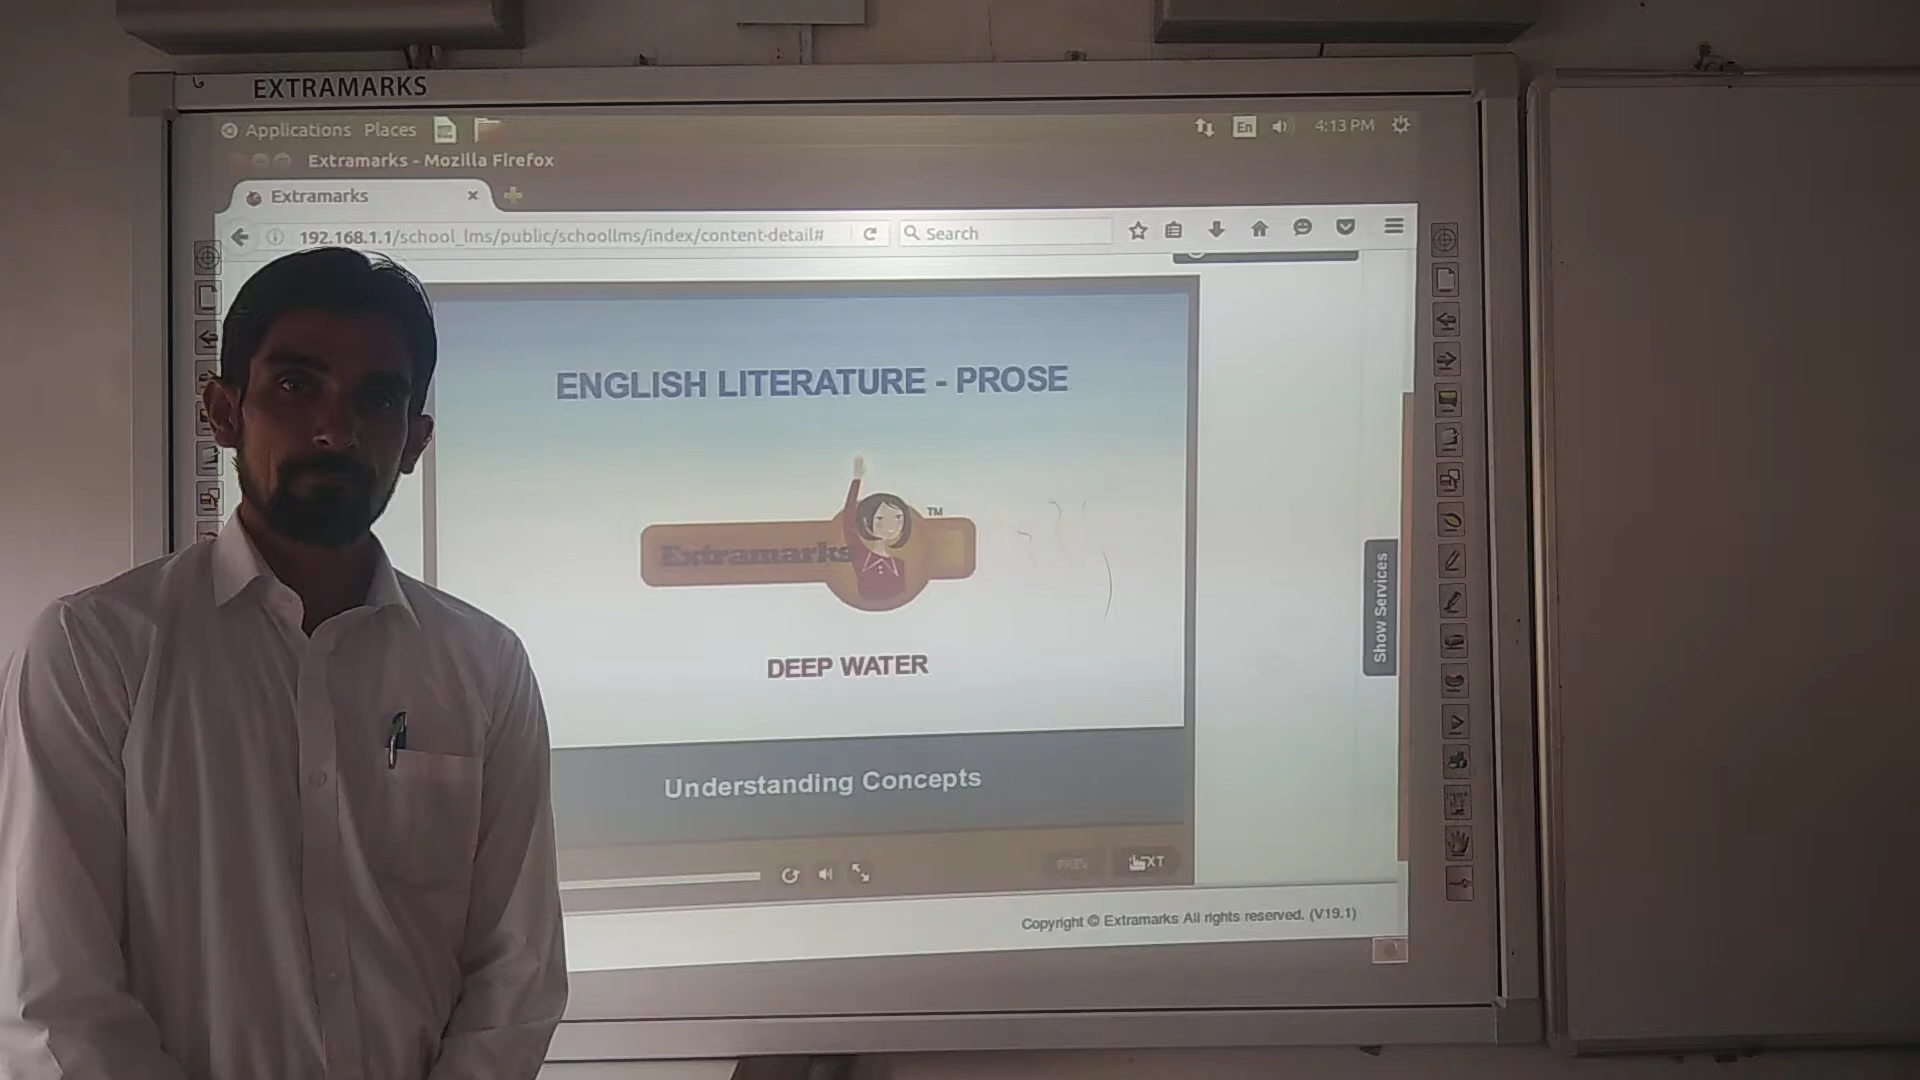 EXTRAMARKS
Applications Places
En
4:13 PM
Extramarks - Mozilla Firefox
Extramarks
192.168.1.1/school_lms/public/schoollms/index/content-detail#
Search
ENGLISH LITERATURE - PROSE
Extramarks
TM
DEEP WATER
Show Services
Understanding Concepts
PREV
Copyright © Extramarks All rights reserved. (V19.1)